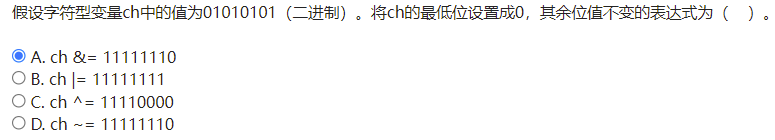 假设字符型变量ch中的值为01010101（二进制）。将ch的最低位设置成0，其余位值不变的表达式为（　）。
A. ch &= 11111110
B. ch |= 11111111
C. ch ^= 11110000
D. ch ~= 11111110